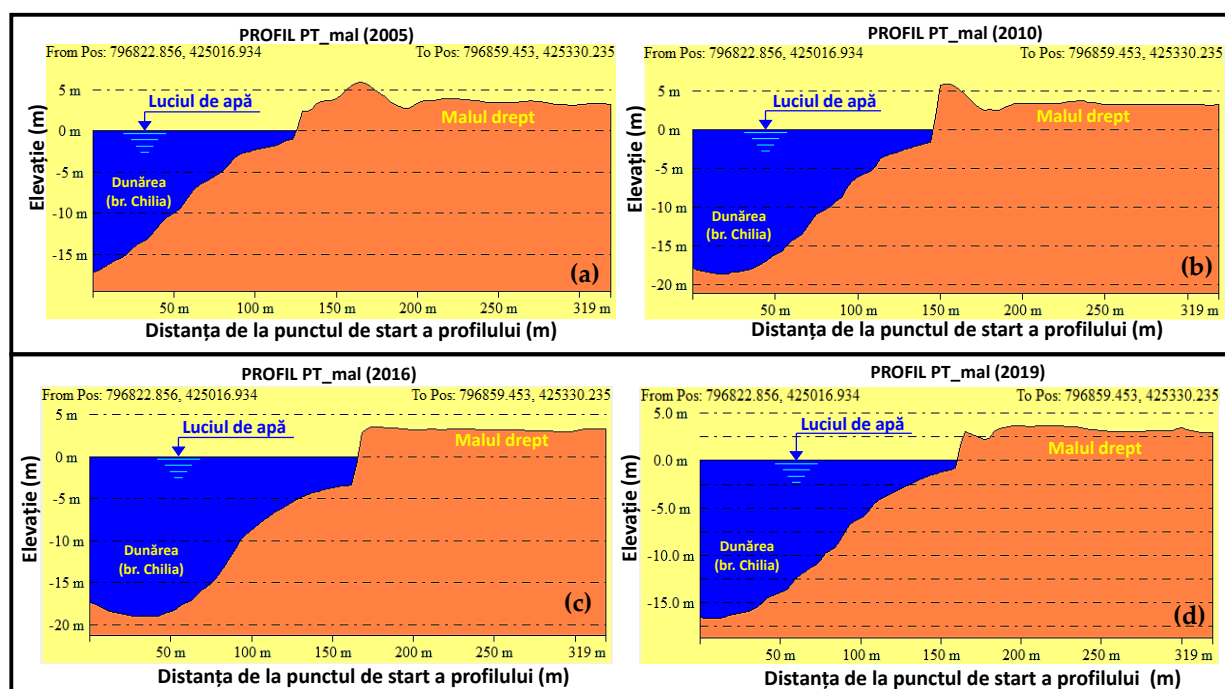 PROFIL PT_mal (2005)
From Pos: 796822.856, 425016.934 To Pos: 796859.453, 425330.235
5 m
Luciul de apă
Malul drept
0 m
-5 m
Dunărea
(br. Chilia)
-10 m
-15 m
Elevație (m)
(a)
50 m 100 m 150 m 200 m 250 m 319 m
Distanța de la punctul de start a profilului (m)
PROFIL PT_mal (2010)
From Pos: 796822.856, 425016.934 To Pos: 796859.453, 425330.235
5 m
Luciul de apă
Malul drept
0 m
-5 m
-10 m
Dunărea
(br. Chilia)
-15 m
-20 m
Elevație (m)
(b)
50 m 100 m 150 m 200 m 250 m 319 m
Distanța de la punctul de start a profilului (m)
PROFIL PT_mal (2016)
From Pos: 796822.856, 425016.934 To Pos: 796859.453, 425330.235
5 m
Luciul de apă
Malul drept
0 m
-5 m
-10 m
Dunărea
(br. Chilia)
-15 m
-20 m
Elevație (m)
(c)
50 m 100 m 150 m 200 m 250 m 319 m
Distanța de la punctul de start a profilului (m)
PROFIL PT_mal (2019)
From Pos: 796822.856, 425016.934 To Pos: 796859.453, 425330.235
5.0 m
Luciul de apă
Malul drept
0.0 m
-5.0 m
Dunărea
(br. Chilia)
-10.0 m
-15.0 m
Elevație (m)
(d)
50 m 100 m 150 m 200 m 250 m 319 m
Distanța de la punctul de start a profilului (m)